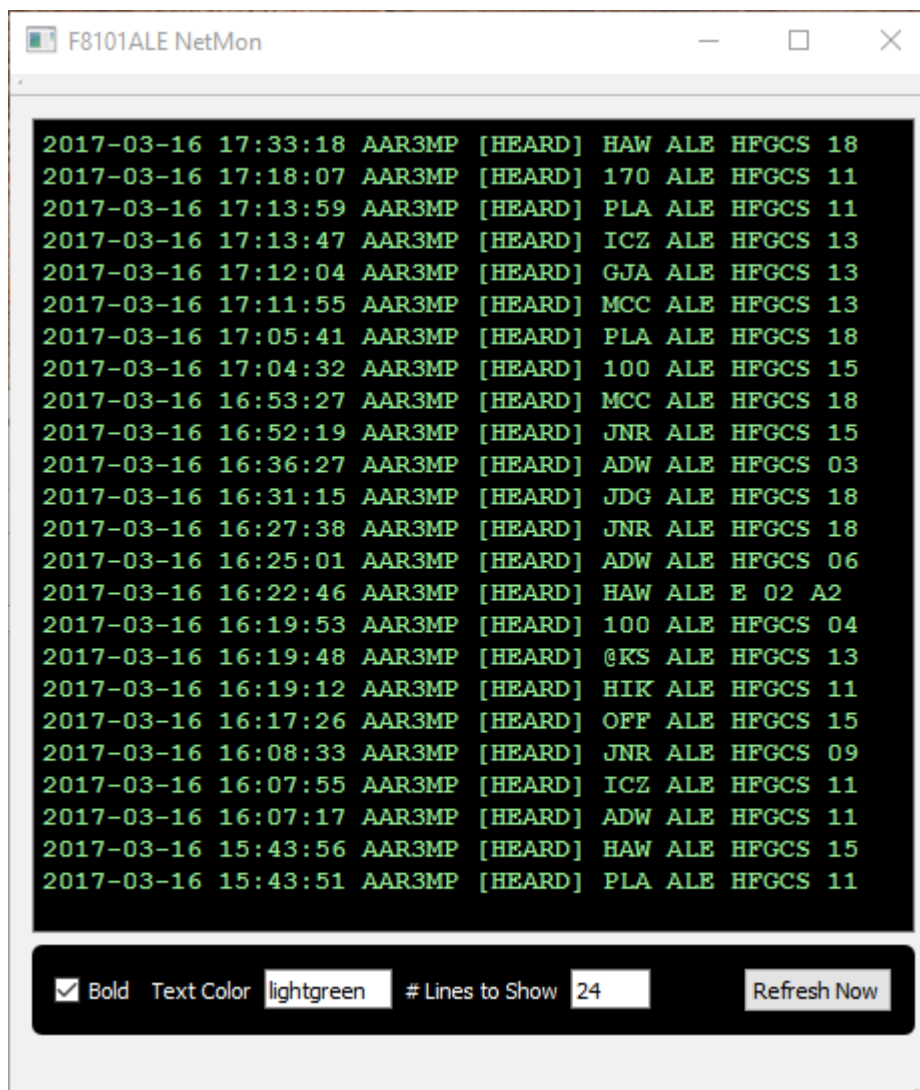 F8101ALE NetMon
2017-03-16 17:33:18 AAR3MP [HEARD] HAW ALE HFGCS 18
2017-03-16 17:18:07 AAR3MP [HEARD] 170 ALE HFGCS 11
2017-03-16 17:13:59 AAR3MP [HEARD] PLA ALE HFGCS 11
2017-03-16 17:13:47 AAR3MP [HEARD] ICZ ALE HFGCS 13
2017-03-16 17:12:04 AAR3MP [HEARD] GJA ALE HFGCS 13
2017-03-16 17:11:55 AAR3MP [HEARD] MCC ALE HFGCS 13
2017-03-16 17:05:41 AAR3MP [HEARD] PLA ALE HFGCS 18
2017-03-16 17:04:32 AAR3MP [HEARD] 100 ALE HFGCS 15
2017-03-16 16:53:27 AAR3MP [HEARD] MCC ALE HFGCS 18
2017-03-16 16:52:19 AAR3MP [HEARD] JNR ALE HFGCS 15
2017-03-16 16:36:27 AAR3MP [HEARD] ADW ALE HFGCS 03
2017-03-16 16:31:15 AAR3MP [HEARD] JDG ALE HFGCS 18
2017-03-16 16:27:38 AAR3MP [HEARD] JNR ALE HFGCS 18
2017-03-16 16:25:01 AAR3MP [HEARD] ADW ALE HFGCS 06
2017-03-16 16:22:46 AAR3MP [HEARD] HAW ALE E 02 A2
2017-03-16 16:19:53 AAR3MP [HEARD] 100 ALE HFGCS 04
2017-03-16 16:19:48 AAR3MP [HEARD] @KS ALE HFGCS 13
2017-03-16 16:19:12 AAR3MP [HEARD] HIK ALE HFGCS 11
2017-03-16 16:17:26 AAR3MP [HEARD] OFF ALE HFGCS 15
2017-03-16 16:08:33 AAR3MP [HEARD] JNR ALE HFGCS 09
2017-03-16 16:07:55 AAR3MP [HEARD] ICZ ALE HFGCS 11
2017-03-16 16:07:17 AAR3MP [HEARD] ADW ALE HFGCS 11
2017-03-16 15:43:56 AAR3MP [HEARD] HAW ALE HFGCS 15
2017-03-16 15:43:51 AAR3MP [HEARD] PLA ALE HFGCS 11
Bold Text Color lightgreen # Lines to Show 24 Refresh Now